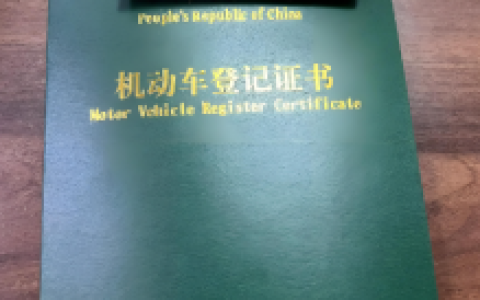 People's Republic of China
机动车登记证书
Motor Vehicle Register Certificate